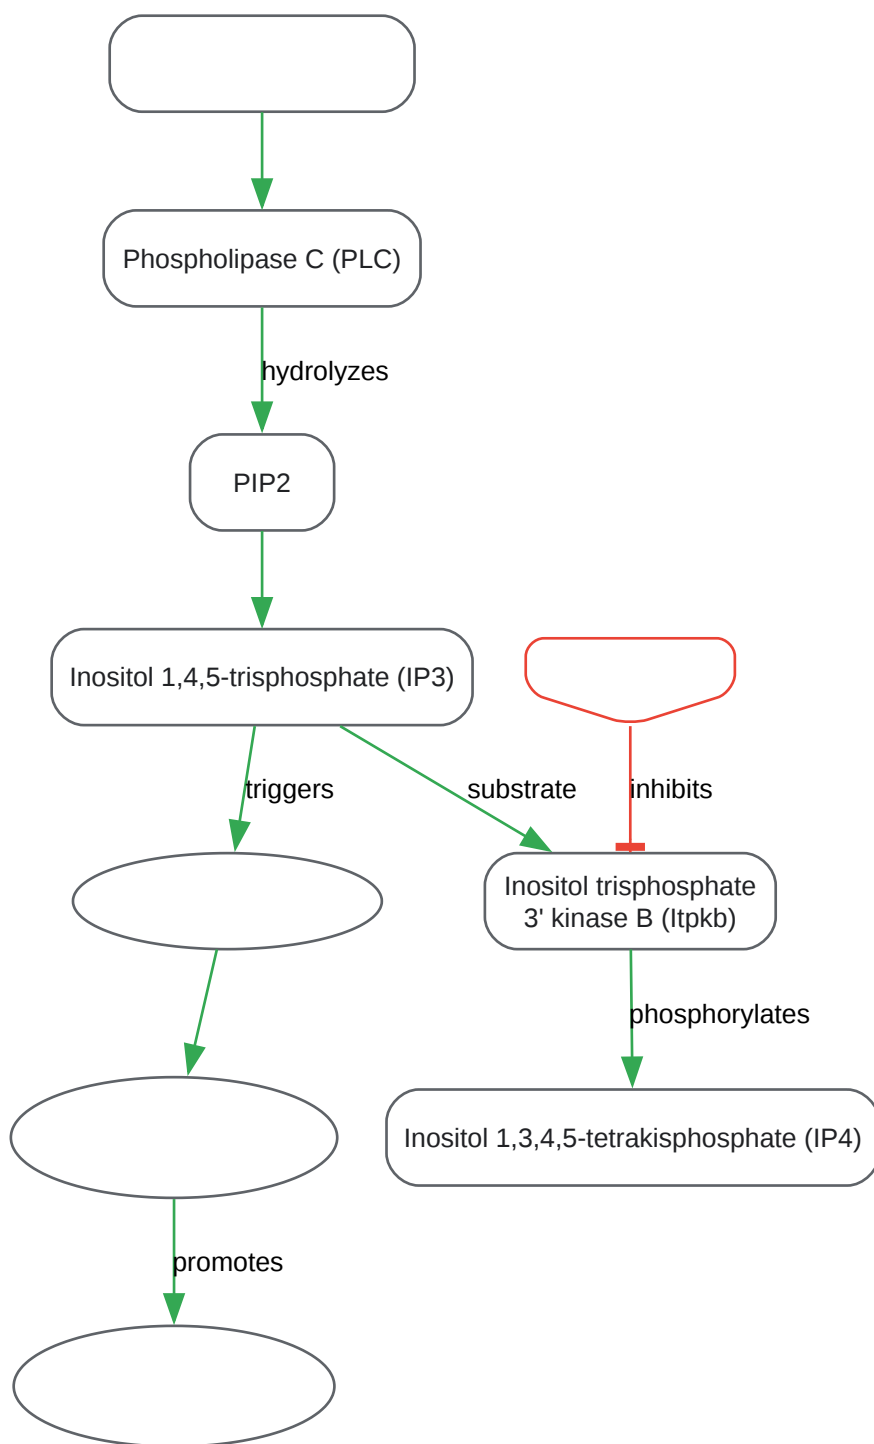 Phospholipase C (PLC)
hydrolyzes
PIP2
Inositol 1,4,5-trisphosphate (IP3)
triggers
substrate
inhibits
Inositol trisphosphate
3' kinase B (Itpkb)
phosphorylates
Inositol 1,3,4,5-tetrakisphosphate (IP4)
promotes